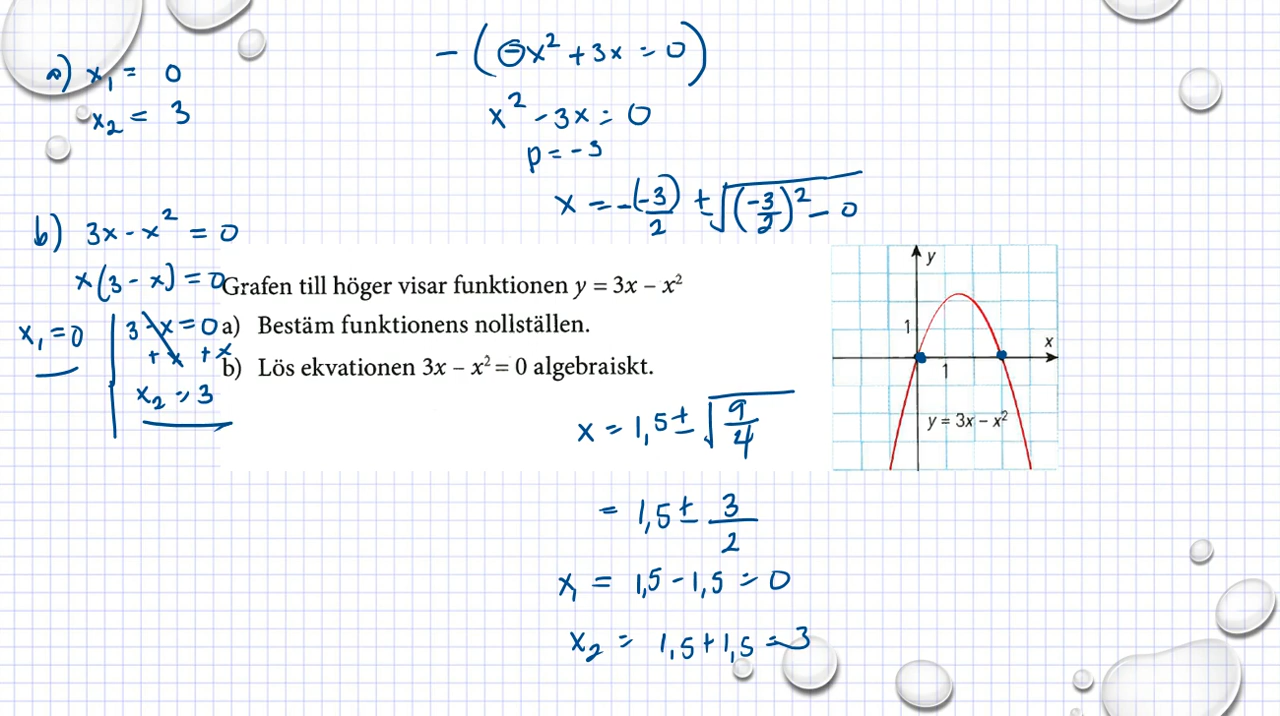 a) x₁ = 0
x₂ = 3
b) 3x - x² = 0
x(3 - x) = 0
x₁ = 0
3 - x = 0
+ x + x
x₂ = 3
- (-x² + 3x = 0)
x² - 3x = 0
p = -3
x = -(-3)/2 ± √((-3/2)² - 0)
Grafen till höger visar funktionen y = 3x – x²
a) Bestäm funktionens nollställen.
b) Lös ekvationen 3x – x² = 0 algebraiskt.
y
1
x
1
y = 3x – x²
x = 1,5 ± √(9/4)
= 1,5 ± 3/2
x₁ = 1,5 - 1,5 = 0
x₂ = 1,5 + 1,5 = 3